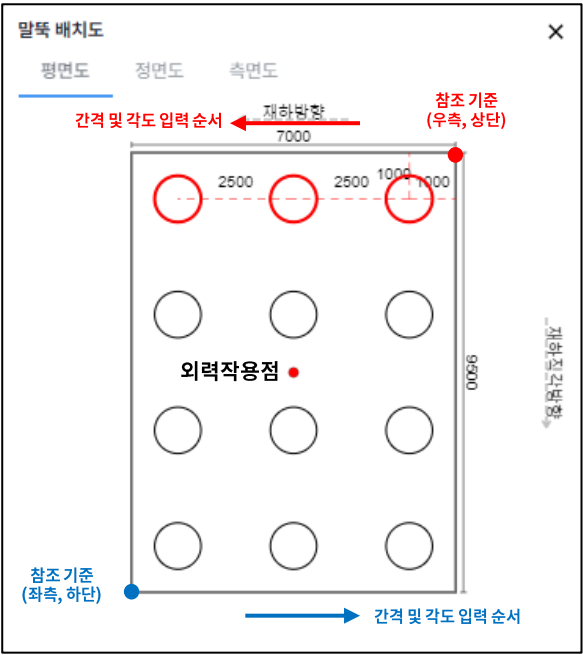 말뚝 배치도
평면도 정면도 측면도
참조 기준
(우측, 상단)
간격 및 각도 입력 순서
재하방향
7000
2500 2500 1000 1000
외력작용점
9500
재하직각방향
참조 기준
(좌측, 하단)
간격 및 각도 입력 순서